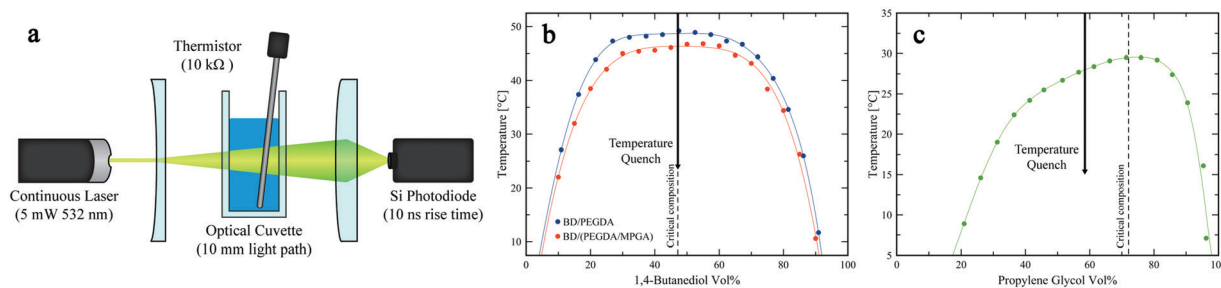 a
Thermistor
(10 kΩ )
Continuous Laser
(5 mW 532 nm)
Optical Cuvette
(10 mm light path)
Si Photodiode
(10 ns rise time)
b
Temperature [°C]
50
40
30
20
10
Temperature
Quench
Critical composition
BD/PEGDA
BD/(PEGDA/MPGA)
0 20 40 60 80 100
1,4-Butanediol Vol%
c
Temperature [°C]
35
30
25
20
15
10
Temperature
Quench
Critical composition
0 20 40 60 80 100
Propylene Glycol Vol%